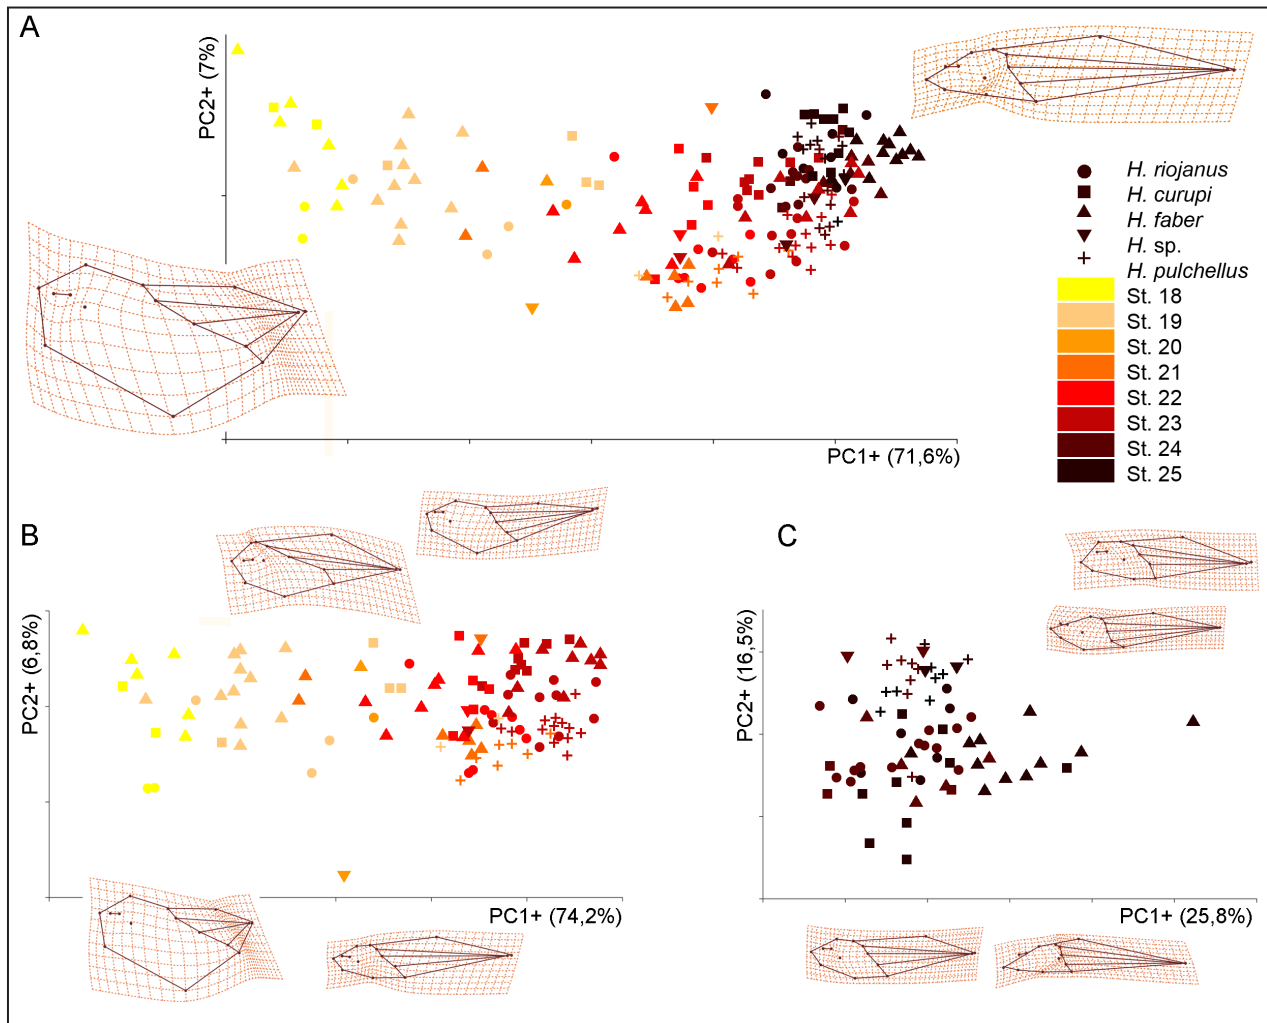 A
PC2+ (7%)
PC1+ (71,6%)
H. riojanus
H. curupi
H. faber
H. sp.
H. pulchellus
St. 18
St. 19
St. 20
St. 21
St. 22
St. 23
St. 24
St. 25
B
PC2+ (6,8%)
PC1+ (74,2%)
C
PC2+ (16,5%)
PC1+ (25,8%)